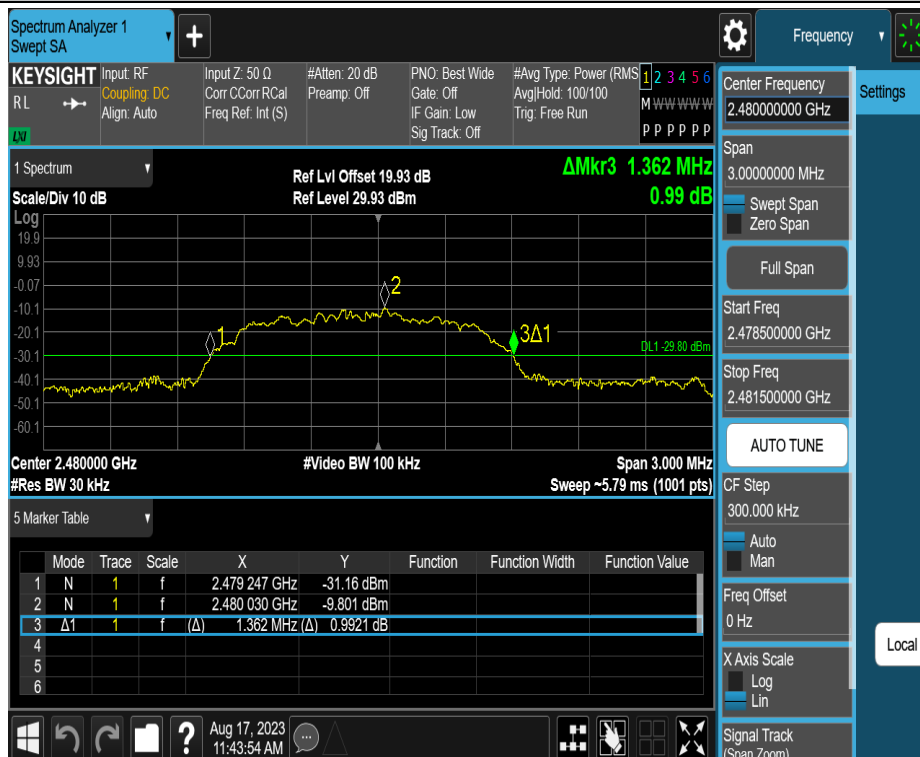 Spectrum Analyzer 1
Swept SA
Frequency
KEYSIGHT
RL
LXI
Input: RF
Coupling: DC
Align: Auto
Input Z: 50 Ω
Corr CCorr RCal
Freq Ref: Int (S)
#Atten: 20 dB
Preamp: Off
PNO: Best Wide
Gate: Off
IF Gain: Low
Sig Track: Off
#Avg Type: Power (RMS
Avg|Hold: 100/100
Trig: Free Run
1 2 3 4 5 6
M W W W W W
P P P P P P
1 Spectrum
Scale/Div 10 dB
Ref Lvl Offset 19.93 dB
Ref Level 29.93 dBm
ΔMkr3 1.362 MHz
0.99 dB
Log
19.9
9.93
-0.07
-10.1
-20.1
-30.1
-40.1
-50.1
-60.1
1
2
3Δ1
DL1 -29.80 dBm
Center 2.480000 GHz
#Video BW 100 kHz
Span 3.000 MHz
#Res BW 30 kHz
Sweep ~5.79 ms (1001 pts)
5 Marker Table
Mode Trace Scale X Y Function Function Width Function Value
1 N 1 f 2.479 247 GHz -31.16 dBm
2 N 1 f 2.480 030 GHz -9.801 dBm
3 Δ1 1 f (Δ) 1.362 MHz (Δ) 0.9921 dB
4
5
6
?
Aug 17, 2023
11:43:54 AM
Center Frequency
2.480000000 GHz
Settings
Span
3.00000000 MHz
Swept Span
Zero Span
Full Span
Start Freq
2.478500000 GHz
Stop Freq
2.481500000 GHz
AUTO TUNE
CF Step
300.000 kHz
Auto
Man
Freq Offset
0 Hz
Local
X Axis Scale
Log
Lin
Signal Track
(Span Zoom)